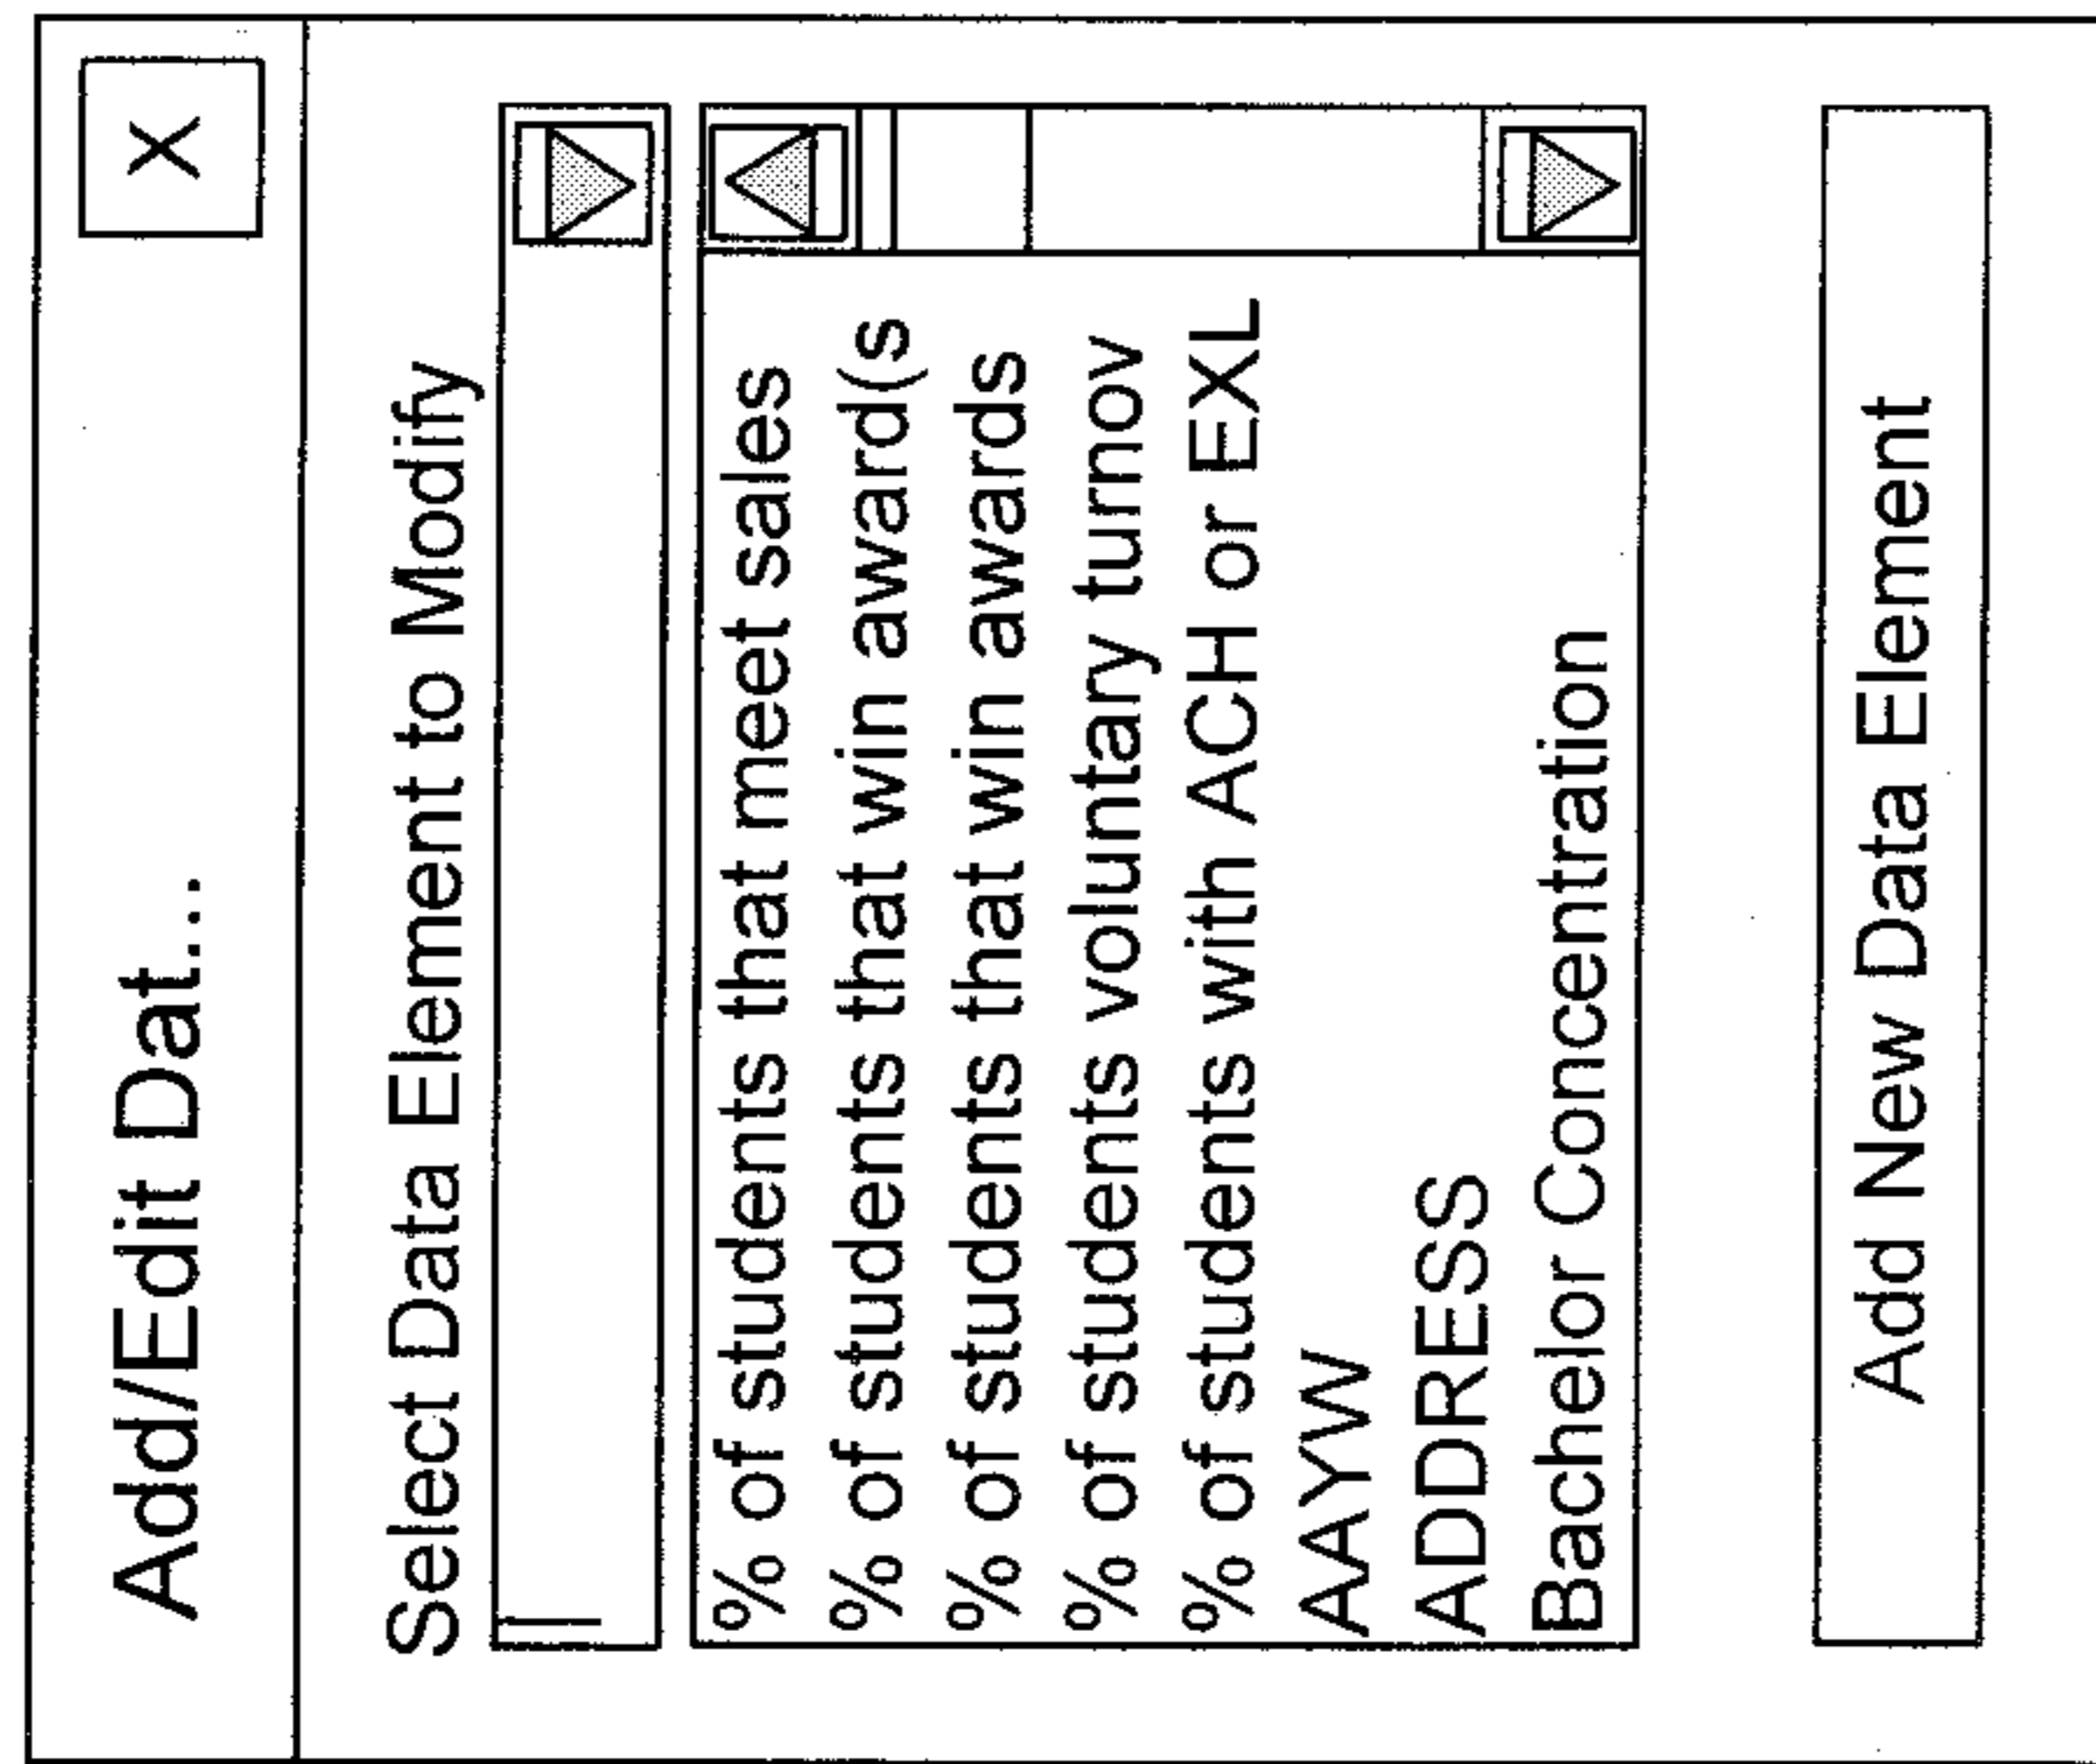 Add/Edit Dat... X
Select Data Element to Modify
% of students that meet sales
% of students that win award(s
% of students that win awards
% of students voluntary turnov
% of students with ACH or EXL
AAYW
ADDRESS
Bachelor Concentration
Add New Data Element